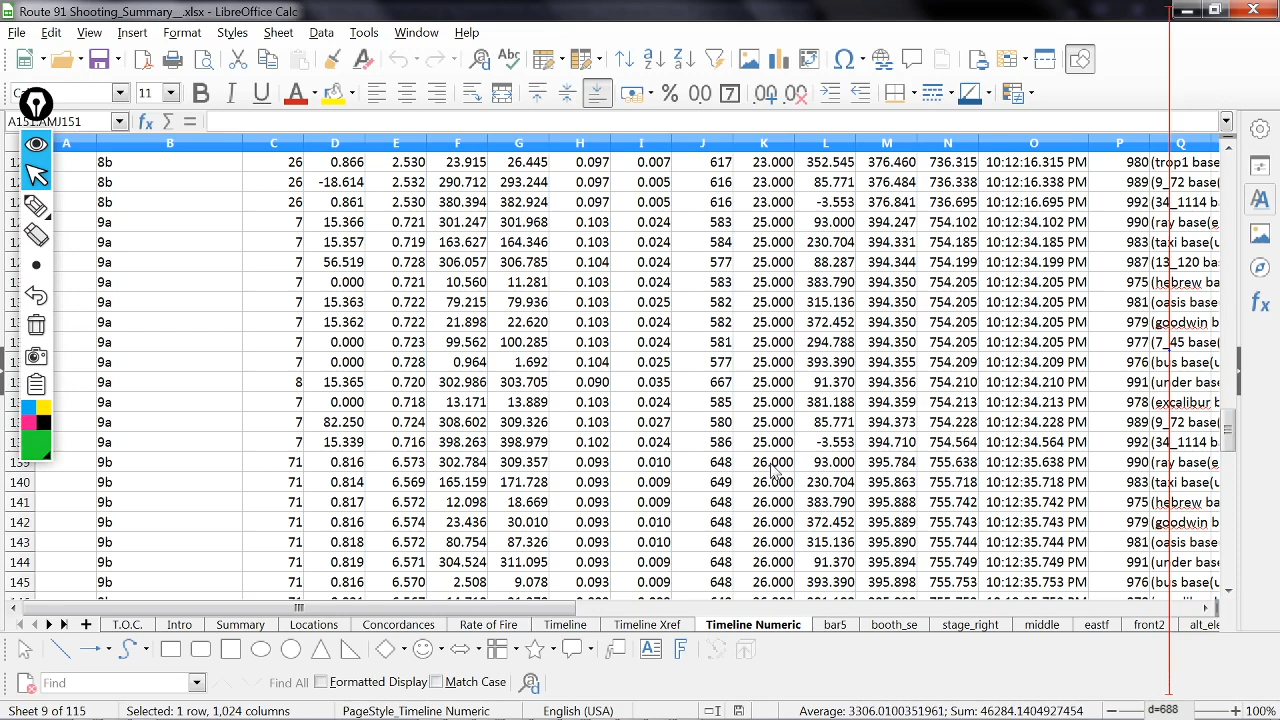 Route 91 Shooting_Summary__.xlsx - LibreOffice Calc
File Edit View Insert Format Styles Sheet Data Tools Window Help
11
AMJ151
A B C D E F G H I J K L M N O P Q
8b 26 0.866 2.530 23.915 26.445 0.097 0.007 617 23.000 352.545 376.460 736.315 10:12:16.315 PM 980 (trop1 base
8b 26 -18.614 2.532 290.712 293.244 0.097 0.005 616 23.000 85.771 376.484 736.338 10:12:16.338 PM 989 (9_72 base(
8b 26 0.861 2.532 380.394 382.924 0.097 0.005 616 23.000 -3.553 376.841 736.695 10:12:16.695 PM 992 (34_1114
9a 7 15.366 0.721 301.247 301.968 0.103 0.024 583 25.000 93.000 394.247 754.102 10:12:34.102 PM 990 (ray base(
9a 7 15.357 0.719 163.627 164.346 0.103 0.024 584 25.000 230.704 394.331 754.185 10:12:34.185 PM 983 (taxi base(
9a 7 56.519 0.728 306.057 306.785 0.104 0.024 577 25.000 88.287 394.344 754.199 10:12:34.199 PM 987 (13_120
9a 7 0.000 0.721 10.560 11.281 0.103 0.024 583 25.000 383.790 394.350 754.205 10:12:34.205 PM 975 (hebrew
9a 7 15.363 0.722 79.215 79.936 0.103 0.025 582 25.000 315.136 394.350 754.205 10:12:34.205 PM 981 (oasis base(
9a 7 15.362 0.722 21.898 22.620 0.103 0.024 582 25.000 372.452 394.350 754.205 10:12:34.205 PM 979 (goodwin b
9a 7 0.000 0.723 99.562 100.285 0.103 0.024 581 25.000 294.788 394.350 754.205 10:12:34.205 PM 977 (7_45 base(
9a 7 0.000 0.728 0.964 1.692 0.104 0.025 577 25.000 393.390 394.355 754.209 10:12:34.209 PM 976 (bus base(
9a 8 15.365 0.720 302.986 303.705 0.090 0.035 667 25.000 91.370 394.356 754.210 10:12:34.210 PM 991 (under base
9a 7 0.000 0.718 13.171 13.889 0.103 0.024 585 25.000 381.188 394.359 754.213 10:12:34.213 PM 978 (excalibur
9a 7 82.250 0.724 308.602 309.326 0.103 0.027 580 25.000 85.771 394.373 754.228 10:12:34.228 PM 989 (9_72 base(
9a 7 15.339 0.716 398.263 398.979 0.102 0.024 586 25.000 -3.553 394.710 754.564 10:12:34.564 PM 992 (34_1114
139 9b 71 0.816 6.573 302.784 309.357 0.093 0.010 648 26.000 93.000 395.784 755.638 10:12:35.638 PM 990 (ray base(
140 9b 71 0.814 6.569 165.159 171.728 0.093 0.009 649 26.000 230.704 395.863 755.718 10:12:35.718 PM 983 (taxi base(
141 9b 71 0.817 6.572 12.098 18.669 0.093 0.009 648 26.000 383.790 395.888 755.742 10:12:35.742 PM 975 (hebrew
142 9b 71 0.816 6.574 23.436 30.010 0.093 0.010 648 26.000 372.452 395.889 755.743 10:12:35.743 PM 979 (goodwin b
143 9b 71 0.818 6.572 80.754 87.326 0.093 0.010 648 26.000 315.136 395.890 755.744 10:12:35.744 PM 981 (oasis base(
144 9b 71 0.819 6.571 304.524 311.095 0.093 0.009 648 26.000 91.370 395.894 755.749 10:12:35.749 PM 991 (under base
145 9b 71 0.816 6.570 2.508 9.078 0.093 0.009 648 26.000 393.390 395.898 755.753 10:12:35.753 PM 976 (bus base(
T.O.C. Intro Summary Locations Concordances Rate of Fire Timeline Timeline Xref Timeline Numeric bar5 booth_se stage_right middle eastf front2 alt_ele
Find Find All Formatted Display Match Case
Sheet 9 of 115 Selected: 1 row, 1,024 columns PageStyle_Timeline Numeric English (USA) Average: 3306.0100351961; Sum: 46284.1404927454 d=688 100%